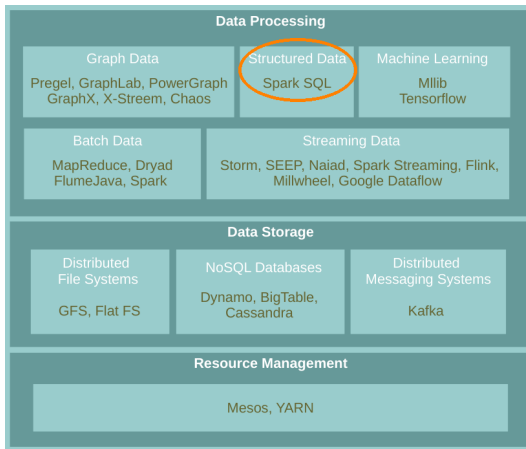 Data Processing
Graph Data
Pregel, GraphLab, PowerGraph
GraphX, X-Streem, Chaos
Structured Data
Spark SQL
Machine Learning
Mllib
Tensorflow
Batch Data
MapReduce, Dryad
FlumeJava, Spark
Streaming Data
Storm, SEEP, Naiad, Spark Streaming, Flink,
Millwheel, Google Dataflow
Data Storage
Distributed
File Systems
GFS, Flat FS
NoSQL Databases
Dynamo, BigTable,
Cassandra
Distributed
Messaging Systems
Kafka
Resource Management
Mesos, YARN